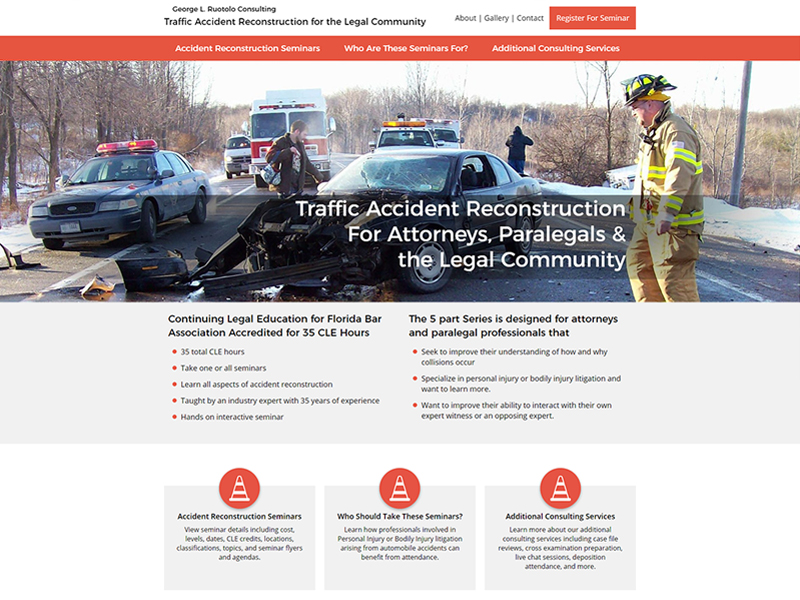 George L. Ruotolo Consulting
Traffic Accident Reconstruction for the Legal Community
About | Gallery | Contact
Register For Seminar
Accident Reconstruction Seminars
Who Are These Seminars For?
Additional Consulting Services
Traffic Accident Reconstruction
For Attorneys, Paralegals &
the Legal Community
Continuing Legal Education for Florida Bar
Association Accredited for 35 CLE Hours
35 total CLE hours
Take one or all seminars
Learn all aspects of accident reconstruction
Taught by an industry expert with 35 years of experience
Hands on interactive seminar
The 5 part Series is designed for attorneys
and paralegal professionals that
Seek to improve their understanding of how and why
collisions occur
Specialize in personal injury or bodily injury litigation and
want to learn more.
Want to improve their ability to interact with their own
expert witness or an opposing expert.
Accident Reconstruction Seminars
View seminar details including cost,
levels, dates, CLE credits, locations,
classifications, topics, and seminar flyers
and agendas.
Who Should Take These Seminars?
Learn how professionals involved in
Personal Injury or Bodily Injury litigation
arising from automobile accidents can
benefit from attendance.
Additional Consulting Services
Learn more about our additional
consulting services including case file
reviews, cross examination preparation,
live chat sessions, deposition
attendance, and more.